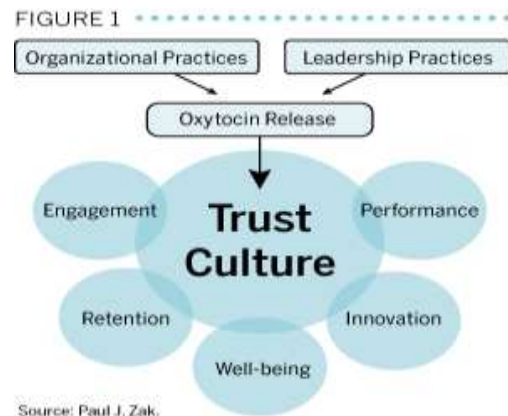 FIGURE 1
Organizational Practices
Leadership Practices
Oxytocin Release
Trust
Culture
Engagement
Performance
Retention
Innovation
Well-being
Source: Paul J. Zak.